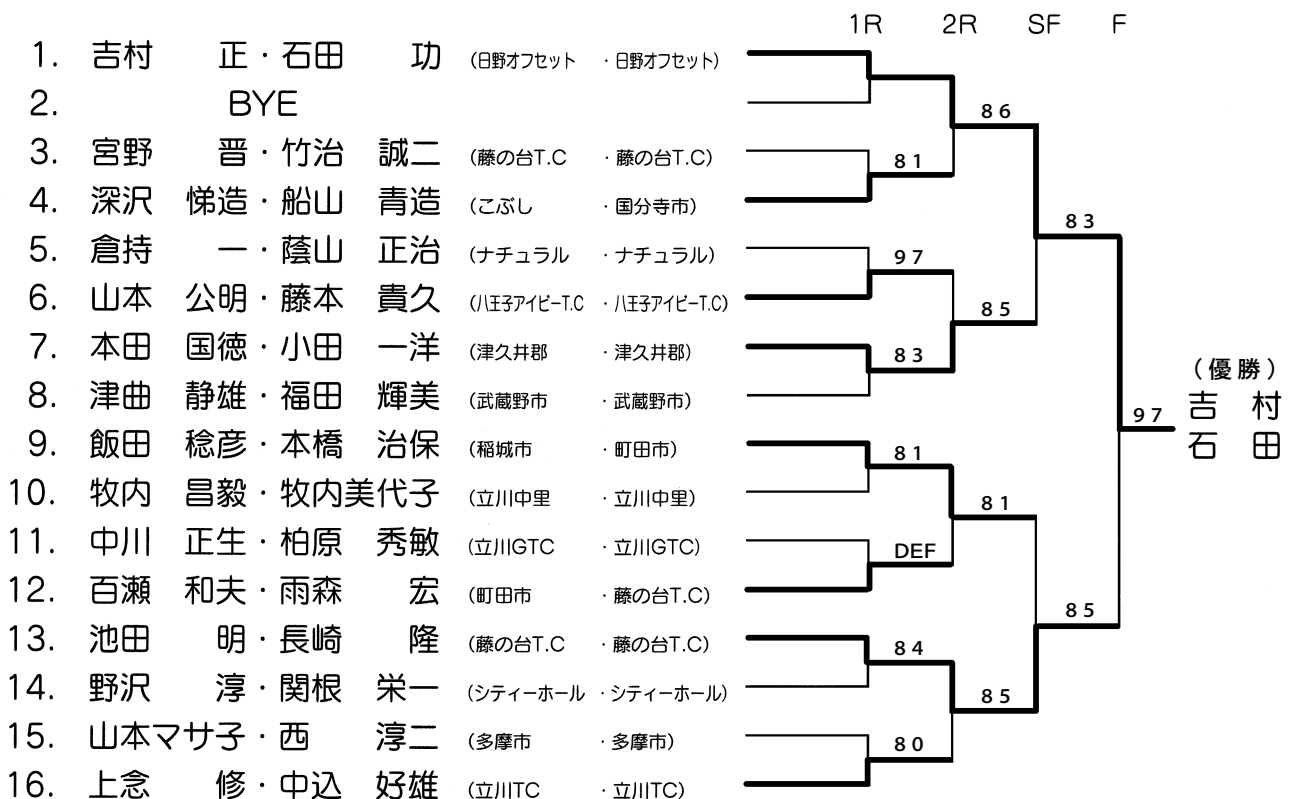 1R 2R SF F
1. 吉村 正・石田 功 (日野オフセット ・日野オフセット)
2. BYE
86
3. 宮野 晋・竹治 誠二 (藤の台T.C ・藤の台T.C)
81
4. 深沢 悌造・船山 青造 (こぶし ・国分寺市)
83
5. 倉持 一・蔭山 正治 (ナチュラル ・ナチュラル)
97
6. 山本 公明・藤本 貴久 (八王子アイビーT.C ・八王子アイビーT.C)
85
7. 本田 国徳・小田 一洋 (津久井郡 ・津久井郡)
83
8. 津曲 静雄・福田 輝美 (武蔵野市 ・武蔵野市)
(優勝)
吉村
97
石田
9. 飯田 稔彦・本橋 治保 (稲城市 ・町田市)
81
10. 牧内 昌毅・牧内美代子 (立川中里 ・立川中里)
81
11. 中川 正生・柏原 秀敏 (立川GTC ・立川GTC)
DEF
12. 百瀬 和夫・雨森 宏 (町田市 ・藤の台T.C)
85
13. 池田 明・長崎 隆 (藤の台T.C ・藤の台T.C)
84
14. 野沢 淳・関根 栄一 (シティーホール ・シティーホール)
85
15. 山本マサ子・西 淳二 (多摩市 ・多摩市)
80
16. 上念 修・中込 好雄 (立川TC ・立川TC)